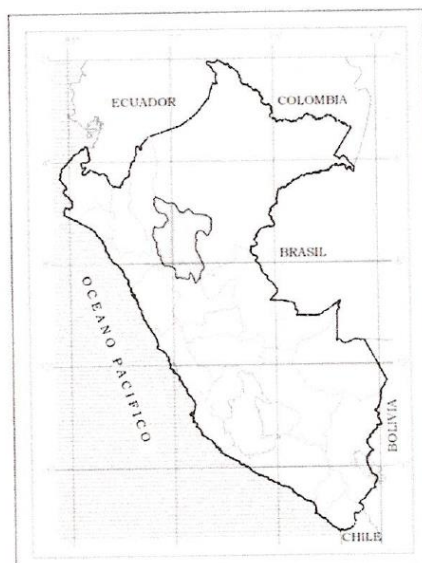 ECUADOR
COLOMBIA
BRASIL
OCEANO PACIFICO
BOLIVIA
CHILE